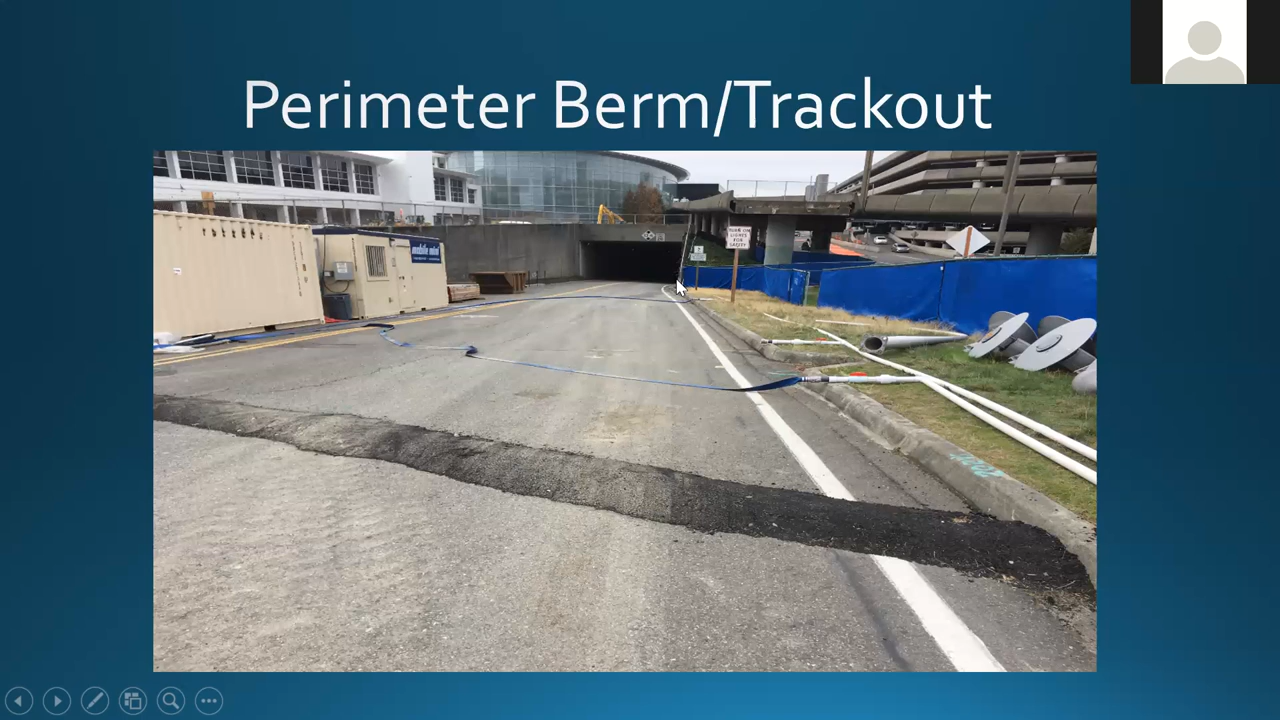 Perimeter Berm/Trackout
mobile mini
TURN ON
LIGHTS FOR
SAFETY